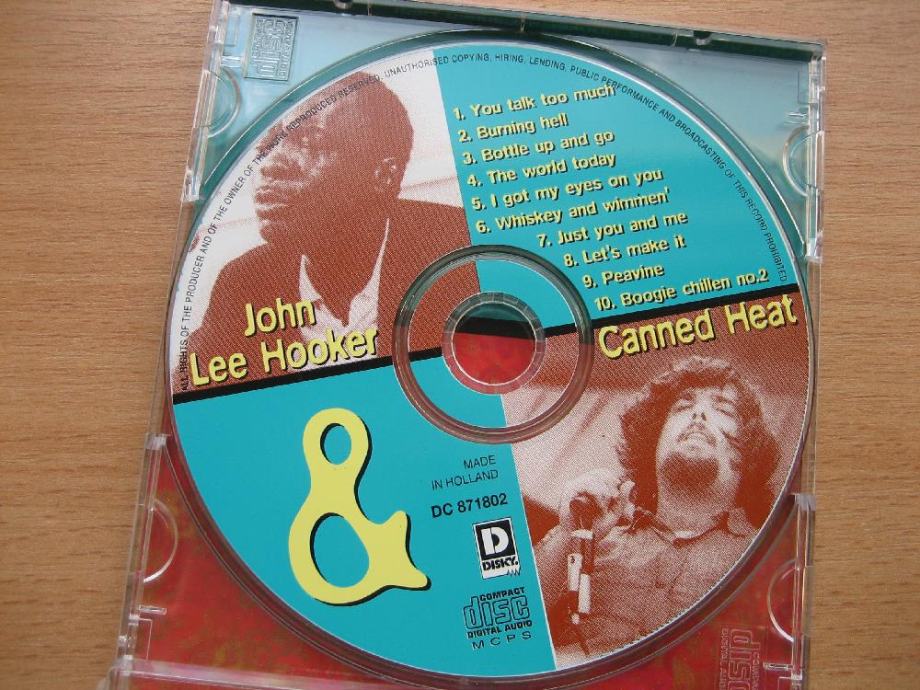 ALL RIGHTS OF THE PRODUCER AND OF THE OWNER OF THE WORK REPRODUCED RESERVED. UNAUTHORISED COPYING, HIRING, LENDING, PUBLIC PERFORMANCE AND BROADCASTING OF THIS RECORD PROHIBITED
1. You talk too much
2. Burning hell
3. Bottle up and go
4. The world today
5. I got my eyes on you
6. Whiskey and wimmen'
7. Just you and me
8. Let's make it
9. Peavine
10. Boogie chillen no.2
John
Lee Hooker
Canned Heat
&
MADE
IN HOLLAND
DC 871802
D
DISKY
COMPACT
disc
DIGITAL AUDIO
MCPS